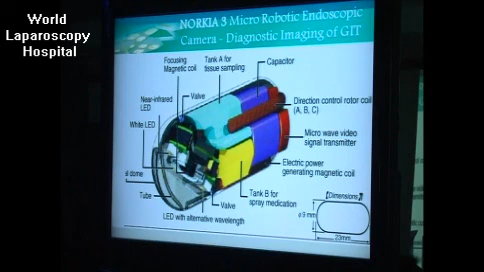 World
Laparoscopy
Hospital
NORKIA 3 Micro Robotic Endoscopic
Camera - Diagnostic Imaging of GIT
Focusing
Magnetic coil
Tank A for
tissue sampling
Capacitor
Near-infrared
LED
Valve
Direction control rotor coil
(A, B, C)
White LED
Micro wave video
signal transmitter
Electric power
generating magnetic coil
al dome
Tube
Valve
Tank B for
spray medication
LED with alternative wavelength
[Dimensions]
ø 9 mm
23mm